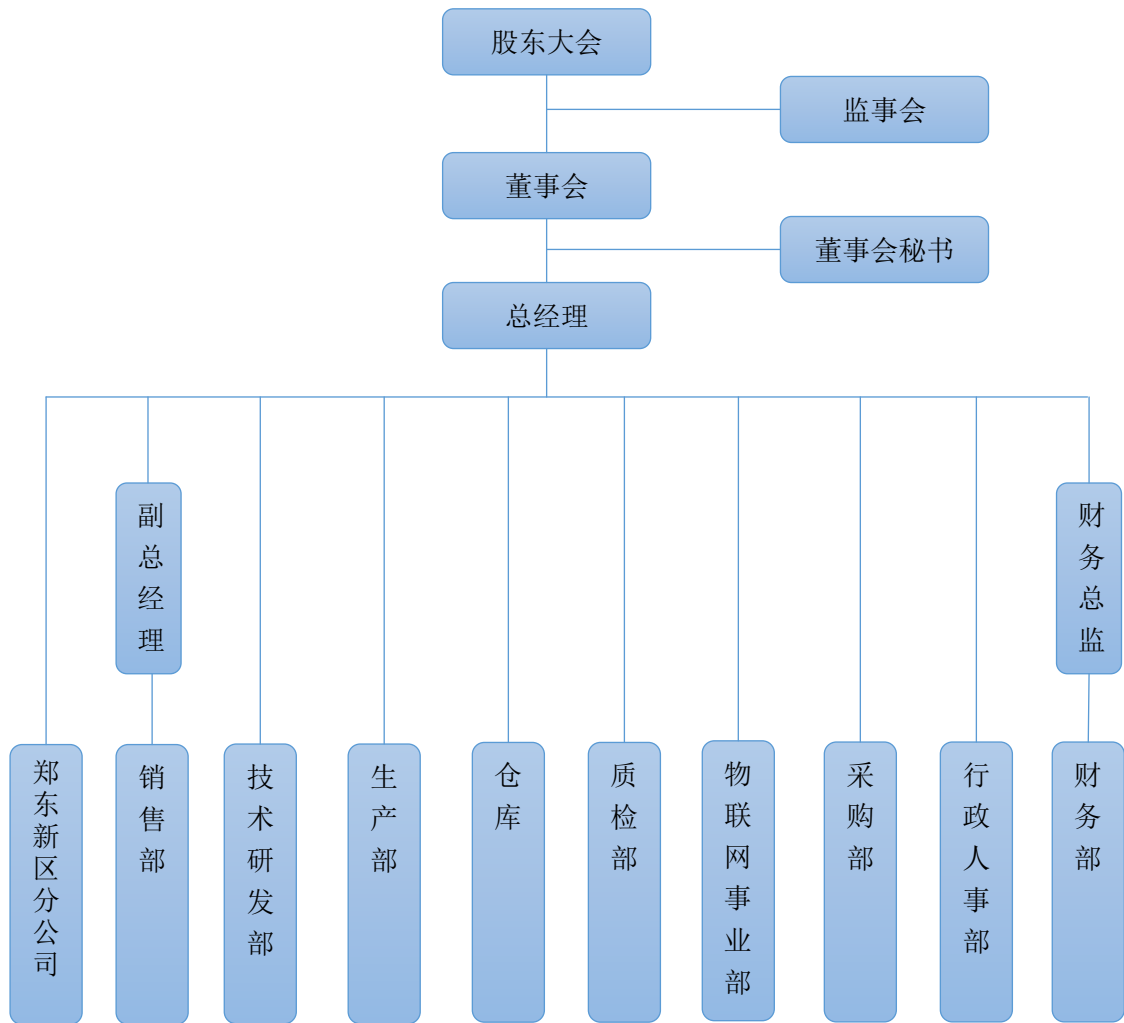 股东大会
监事会
董事会
董事会秘书
总经理
副总经理
财务总监
郑东新区分公司
销售部
技术研发部
生产部
仓库
质检部
物联网事业部
采购部
行政人事部
财务部